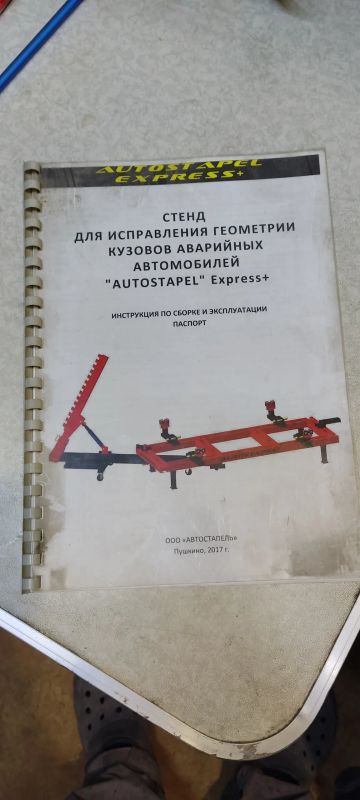 AUTOSTAPEL
EXPRESS+
СТЕНД
ДЛЯ ИСПРАВЛЕНИЯ ГЕОМЕТРИИ
КУЗОВОВ АВАРИЙНЫХ
АВТОМОБИЛЕЙ
"AUTOSTAPEL" Express+
ИНСТРУКЦИЯ ПО СБОРКЕ И ЭКСПЛУАТАЦИИ
ПАСПОРТ
ООО «АВТОСТАПЕЛЬ»
Пушкино, 2017 г.